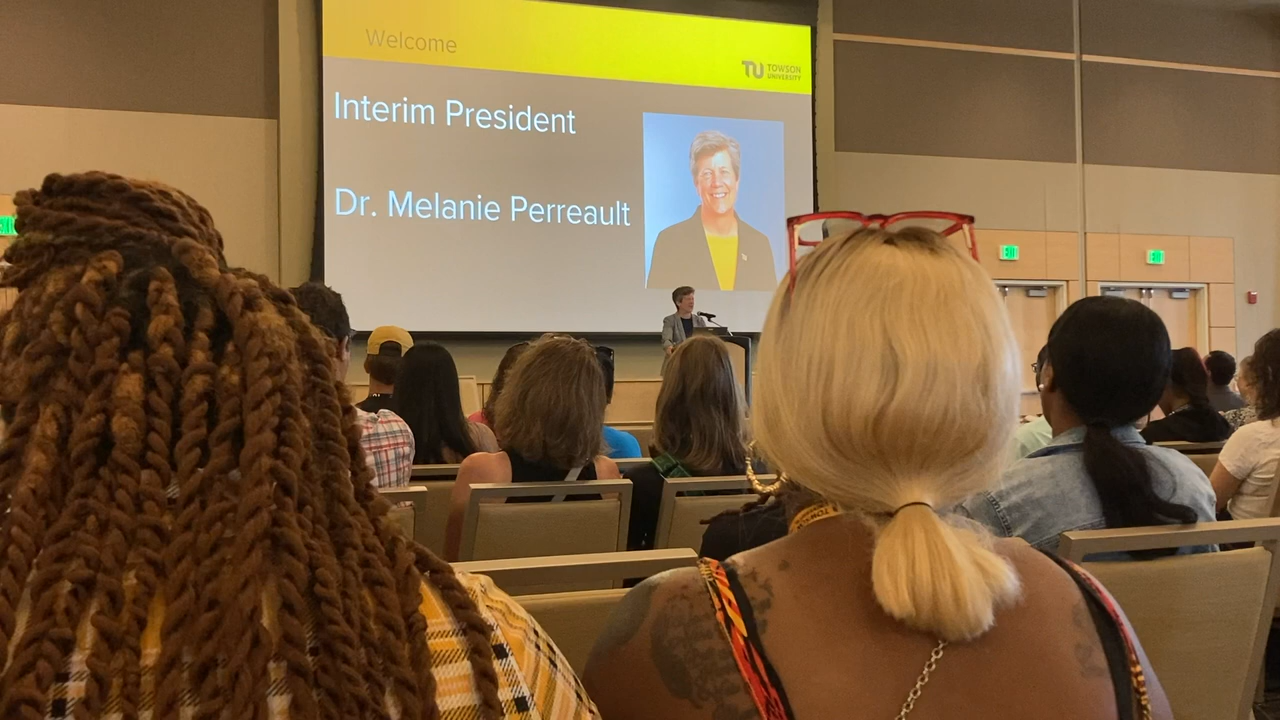 Welcome
TU TOWSON
UNIVERSITY
Interim President
Dr. Melanie Perreault